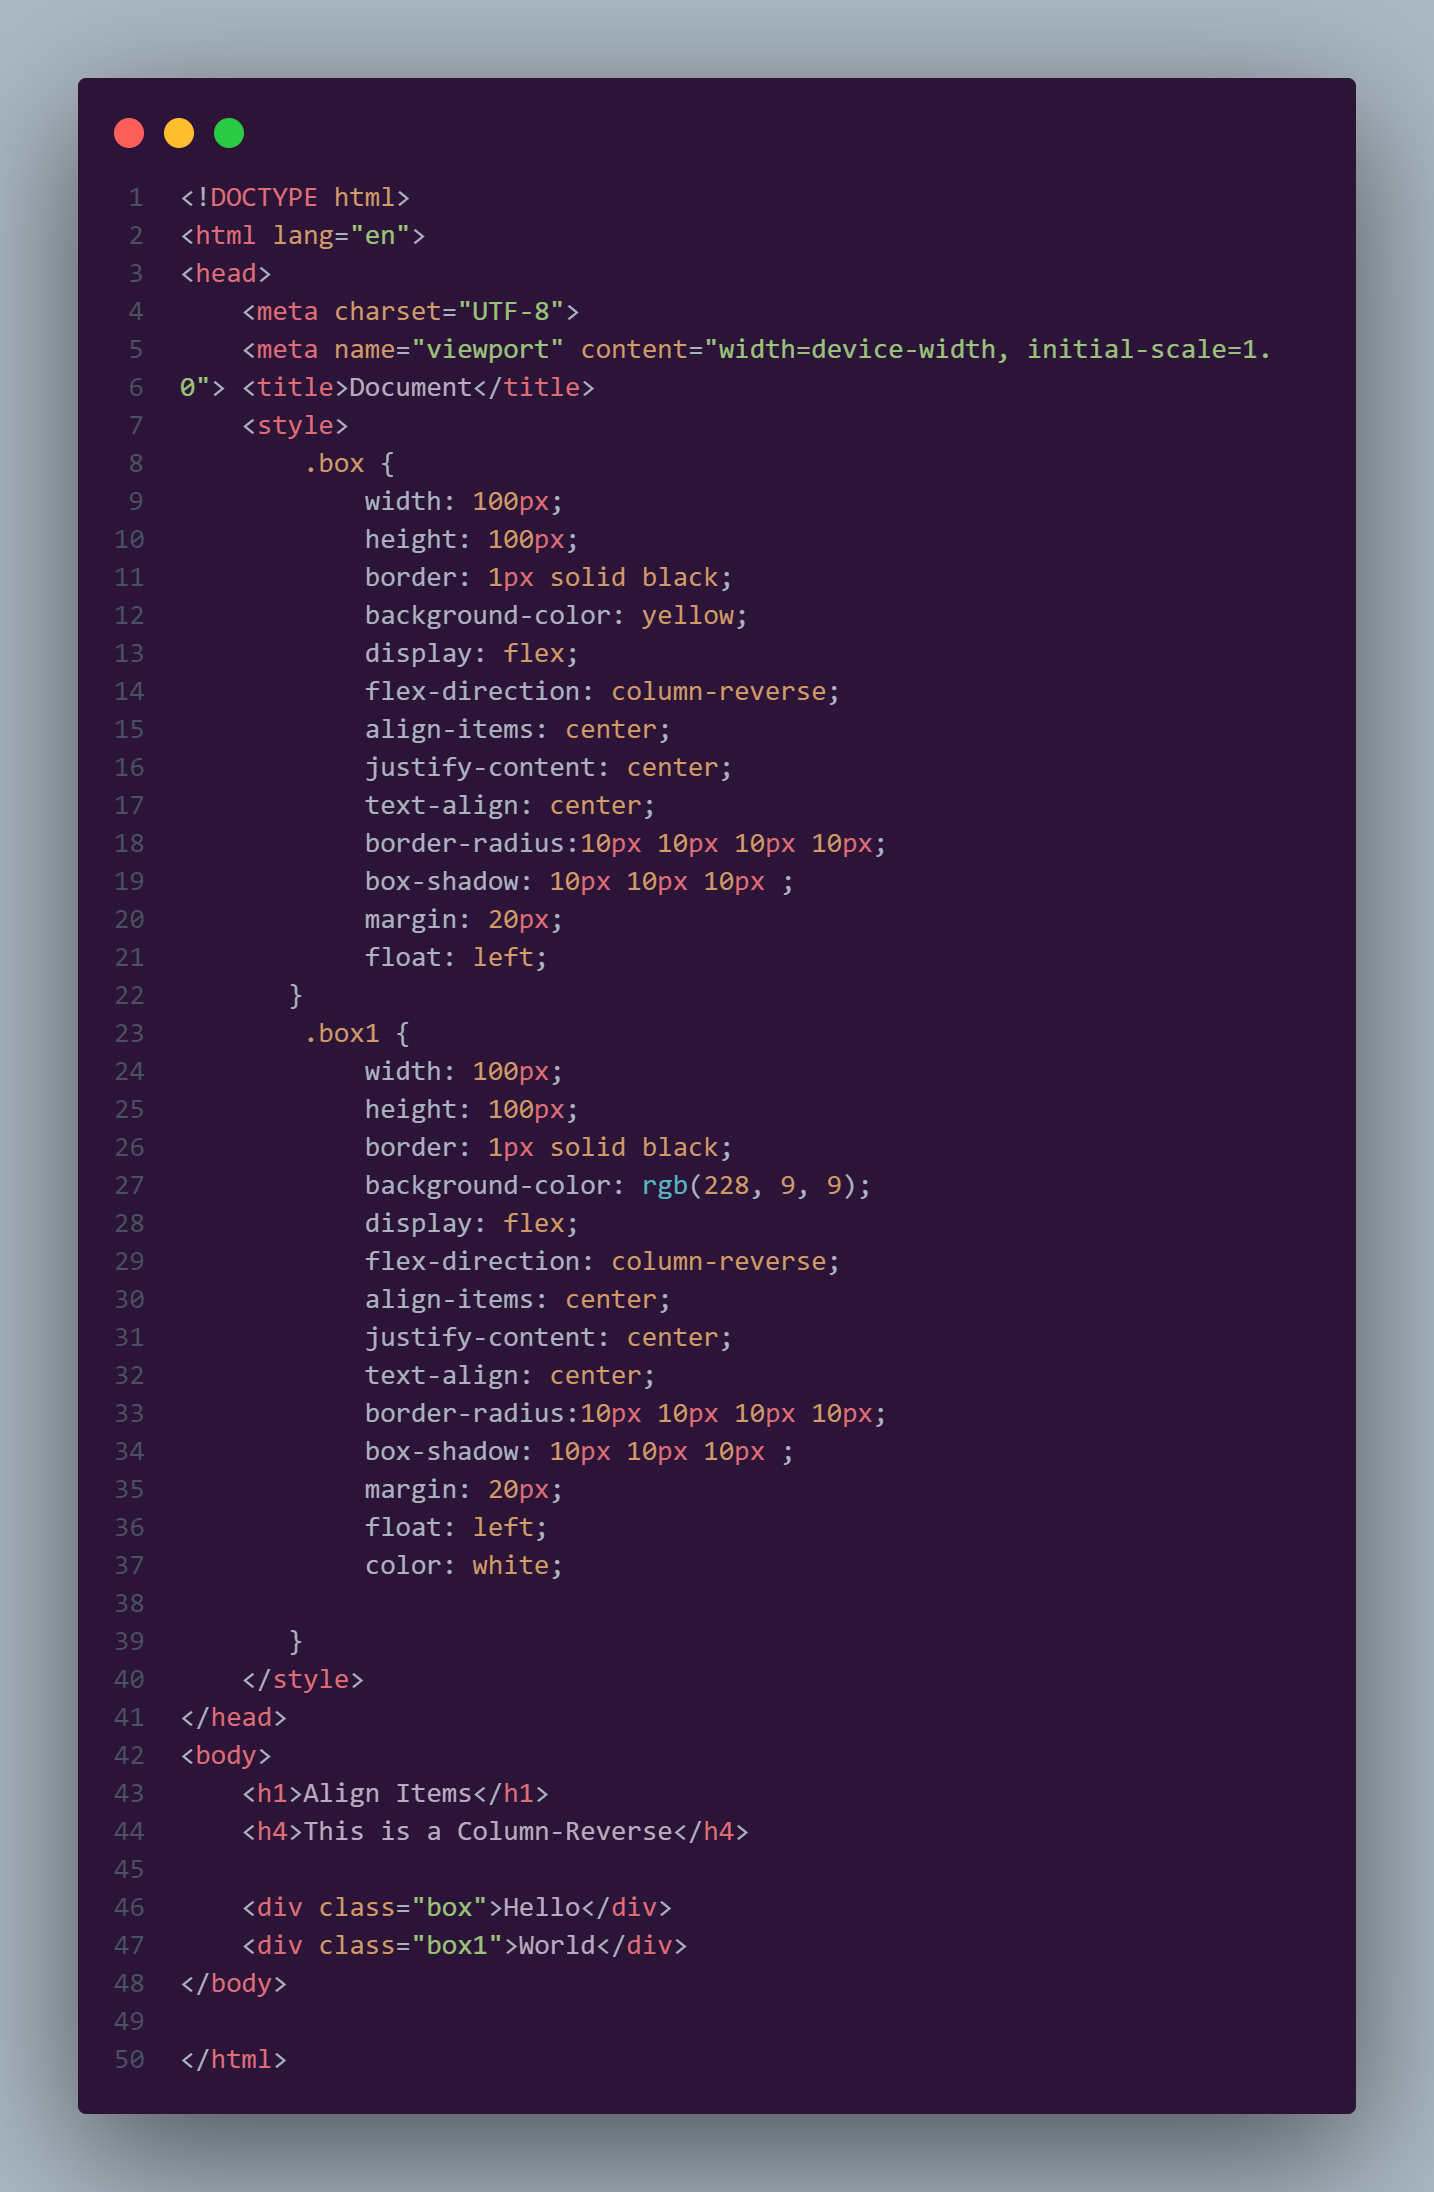 1 <!DOCTYPE html>
2 <html lang="en">
3 <head>
4     <meta charset="UTF-8">
5     <meta name="viewport" content="width=device-width, initial-scale=1.
6 0"> <title>Document</title>
7     <style>
8         .box {
9             width: 100px;
10             height: 100px;
11             border: 1px solid black;
12             background-color: yellow;
13             display: flex;
14             flex-direction: column-reverse;
15             align-items: center;
16             justify-content: center;
17             text-align: center;
18             border-radius:10px 10px 10px 10px;
19             box-shadow: 10px 10px 10px ;
20             margin: 20px;
21             float: left;
22        }
23         .box1 {
24             width: 100px;
25             height: 100px;
26             border: 1px solid black;
27             background-color: rgb(228, 9, 9);
28             display: flex;
29             flex-direction: column-reverse;
30             align-items: center;
31             justify-content: center;
32             text-align: center;
33             border-radius:10px 10px 10px 10px;
34             box-shadow: 10px 10px 10px ;
35             margin: 20px;
36             float: left;
37             color: white;
38
39        }
40     </style>
41 </head>
42 <body>
43     <h1>Align Items</h1>
44     <h4>This is a Column-Reverse</h4>
45
46     <div class="box">Hello</div>
47     <div class="box1">World</div>
48 </body>
49
50 </html>